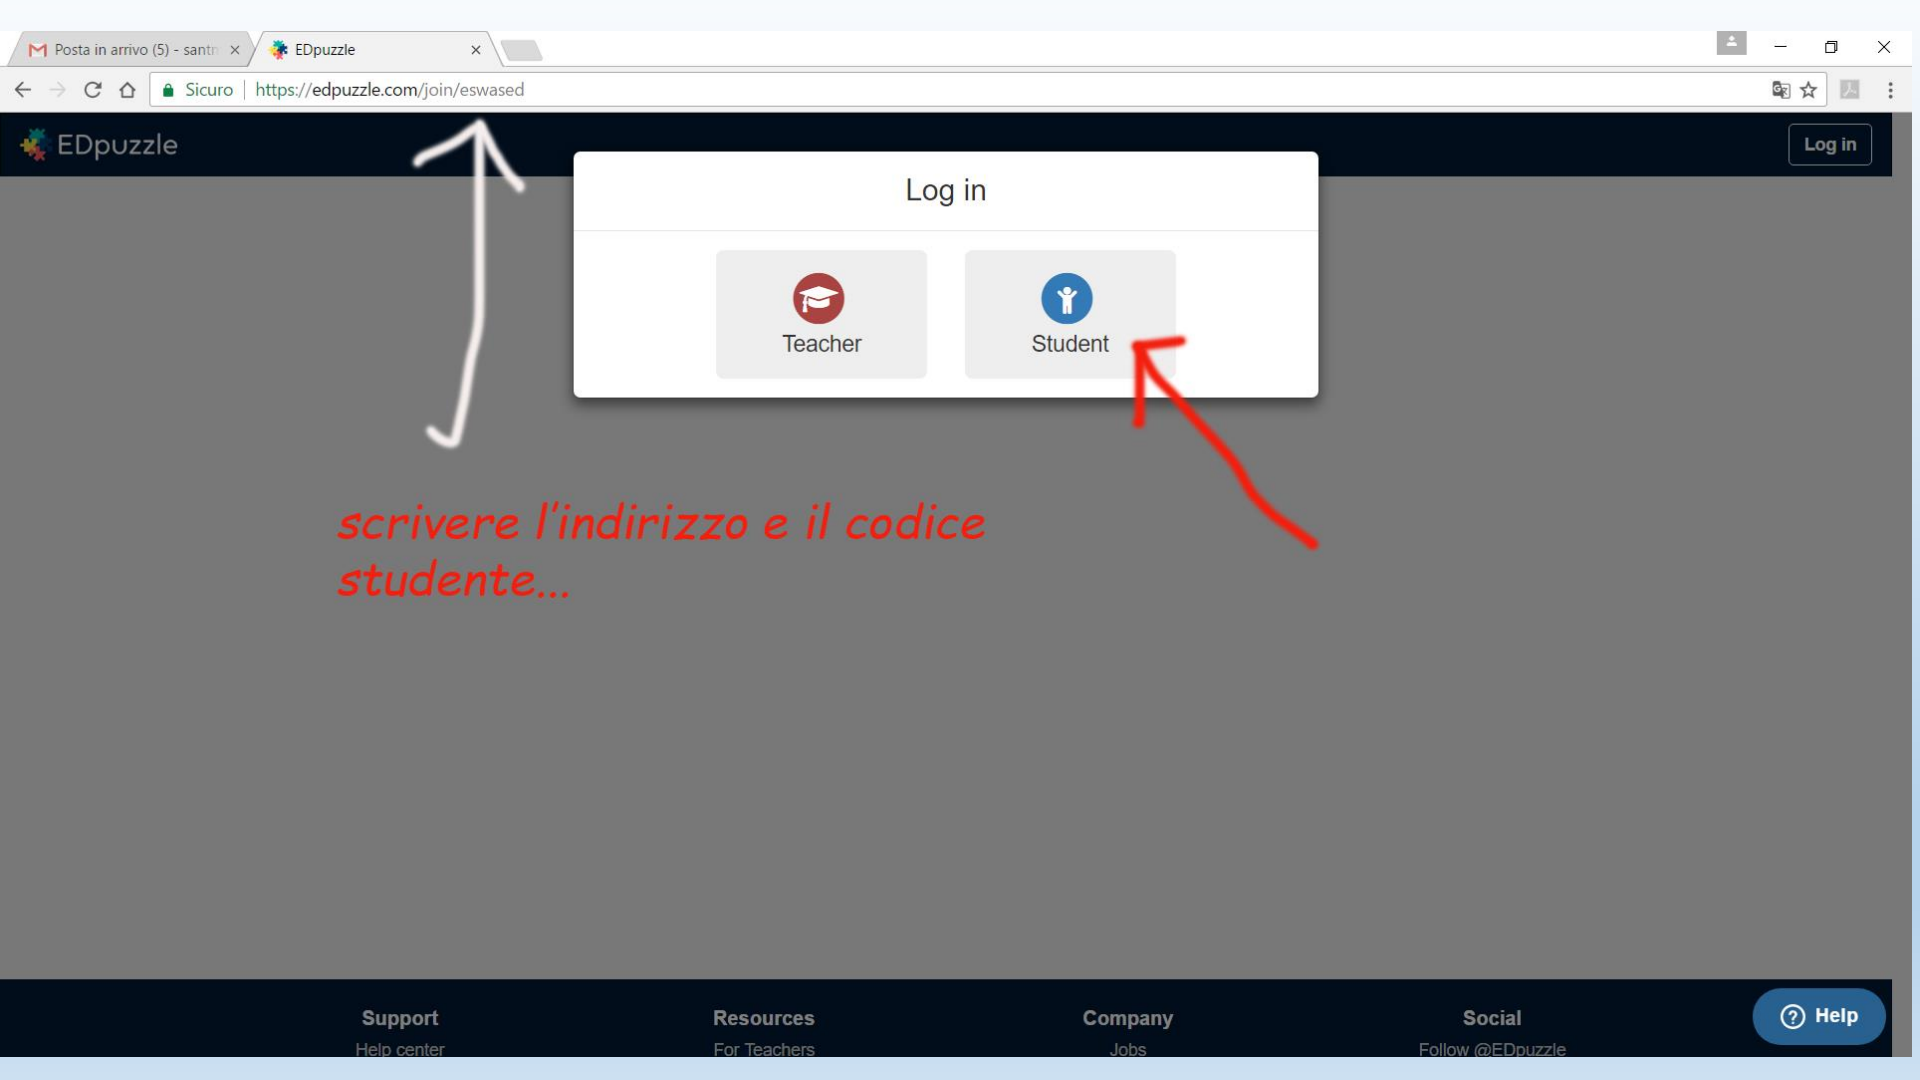 Posta in arrivo (5) - santm
EDpuzzle
Sicuro
https://edpuzzle.com/join/eswased
EDpuzzle
Log in
Log in
Teacher
Student
scrivere l'indirizzo e il codice
studente...
Support
Resources
Company
Social
Help center
For Teachers
Jobs
Follow @EDpuzzle
Help